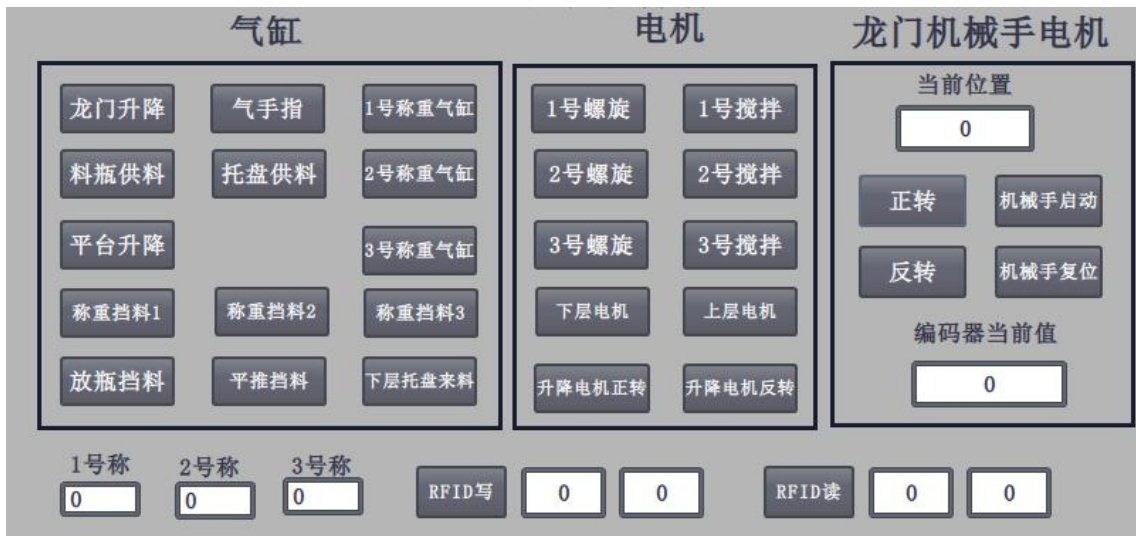 气缸 电机 龙门机械手电机
龙门升降 气手指 1号称重气缸
料瓶供料 托盘供料 2号称重气缸
平台升降 3号称重气缸
称重挡料1 称重挡料2 称重挡料3
放瓶挡料 平推挡料 下层托盘来料
1号螺旋 1号搅拌
2号螺旋 2号搅拌
3号螺旋 3号搅拌
下层电机 上层电机
升降电机正转 升降电机反转
当前位置
0
正转 机械手启动
反转 机械手复位
编码器当前值
0
1号称 2号称 3号称
0 0 0
RFID写 0 0 RFID读 0 0